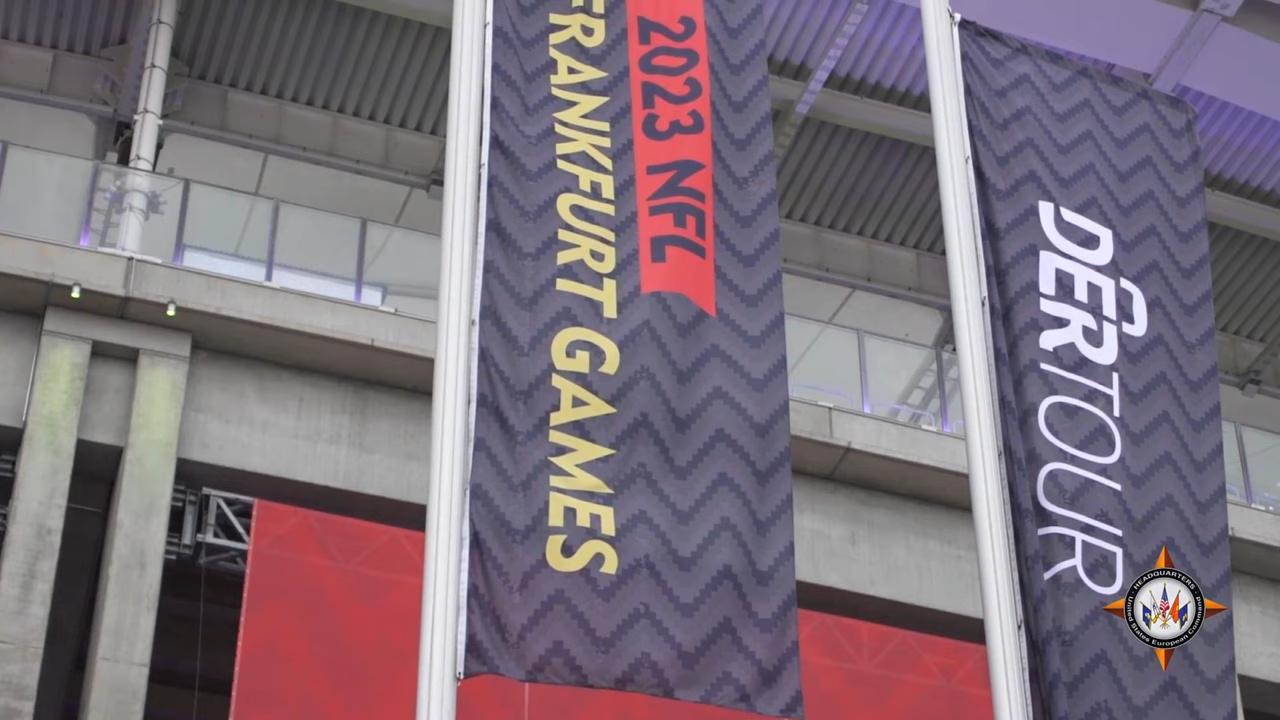 2023 NFL
FRANKFURT GAMES
DERTOUR
HEADQUARTERS
United States European Command